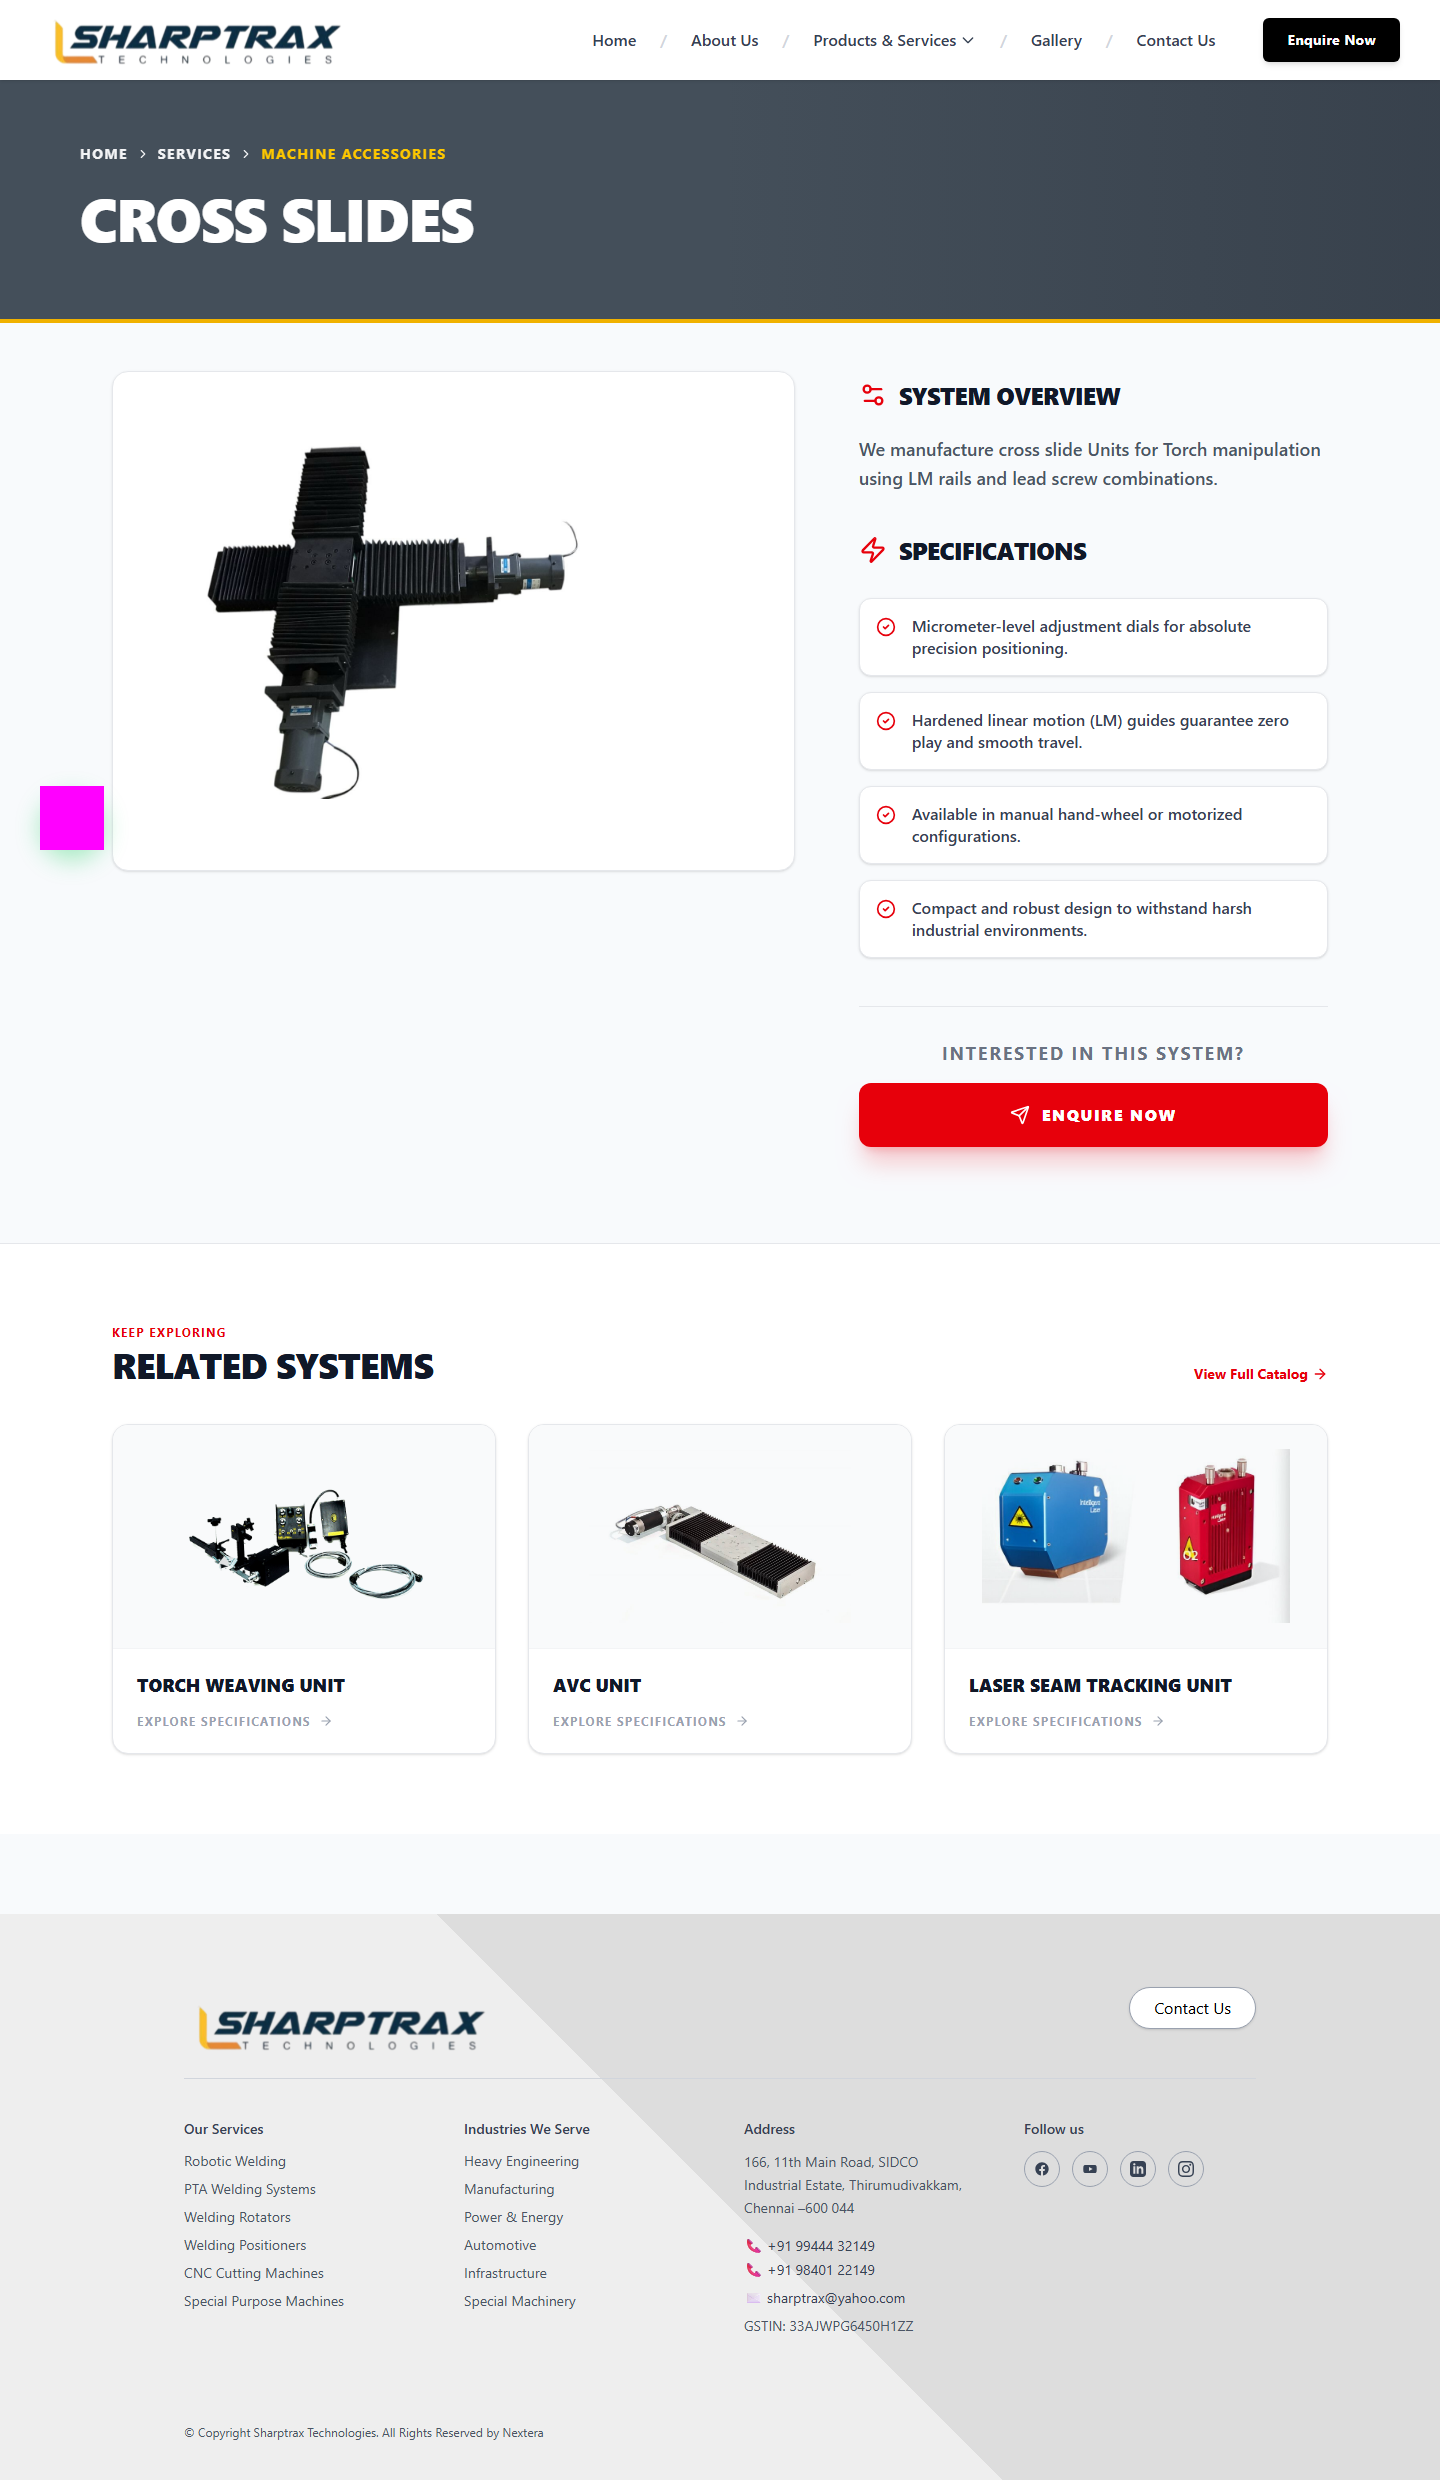 SHARPTRAX
TECHNOLOGIES
Home / About Us / Products & Services / Gallery / Contact Us
Enquire Now
HOME > SERVICES > MACHINE ACCESSORIES
CROSS SLIDES
SYSTEM OVERVIEW
We manufacture cross slide Units for Torch manipulation
using LM rails and lead screw combinations.
SPECIFICATIONS
Micrometer-level adjustment dials for absolute
precision positioning.
Hardened linear motion (LM) guides guarantee zero
play and smooth travel.
Available in manual hand-wheel or motorized
configurations.
Compact and robust design to withstand harsh
industrial environments.
INTERESTED IN THIS SYSTEM?
ENQUIRE NOW
KEEP EXPLORING
RELATED SYSTEMS
View Full Catalog
TORCH WEAVING UNIT
EXPLORE SPECIFICATIONS
AVC UNIT
EXPLORE SPECIFICATIONS
LASER SEAM TRACKING UNIT
EXPLORE SPECIFICATIONS
SHARPTRAX
TECHNOLOGIES
Contact Us
Our Services
Robotic Welding
PTA Welding Systems
Welding Rotators
Welding Positioners
CNC Cutting Machines
Special Purpose Machines
Industries We Serve
Heavy Engineering
Manufacturing
Power & Energy
Automotive
Infrastructure
Special Machinery
Address
166, 11th Main Road, SIDCO
Industrial Estate, Thirumudivakkam,
Chennai –600 044
+91 99444 32149
+91 98401 22149
sharptrax@yahoo.com
GSTIN: 33AJWPG6450H1ZZ
Follow us
© Copyright Sharptrax Technologies. All Rights Reserved by Nextera